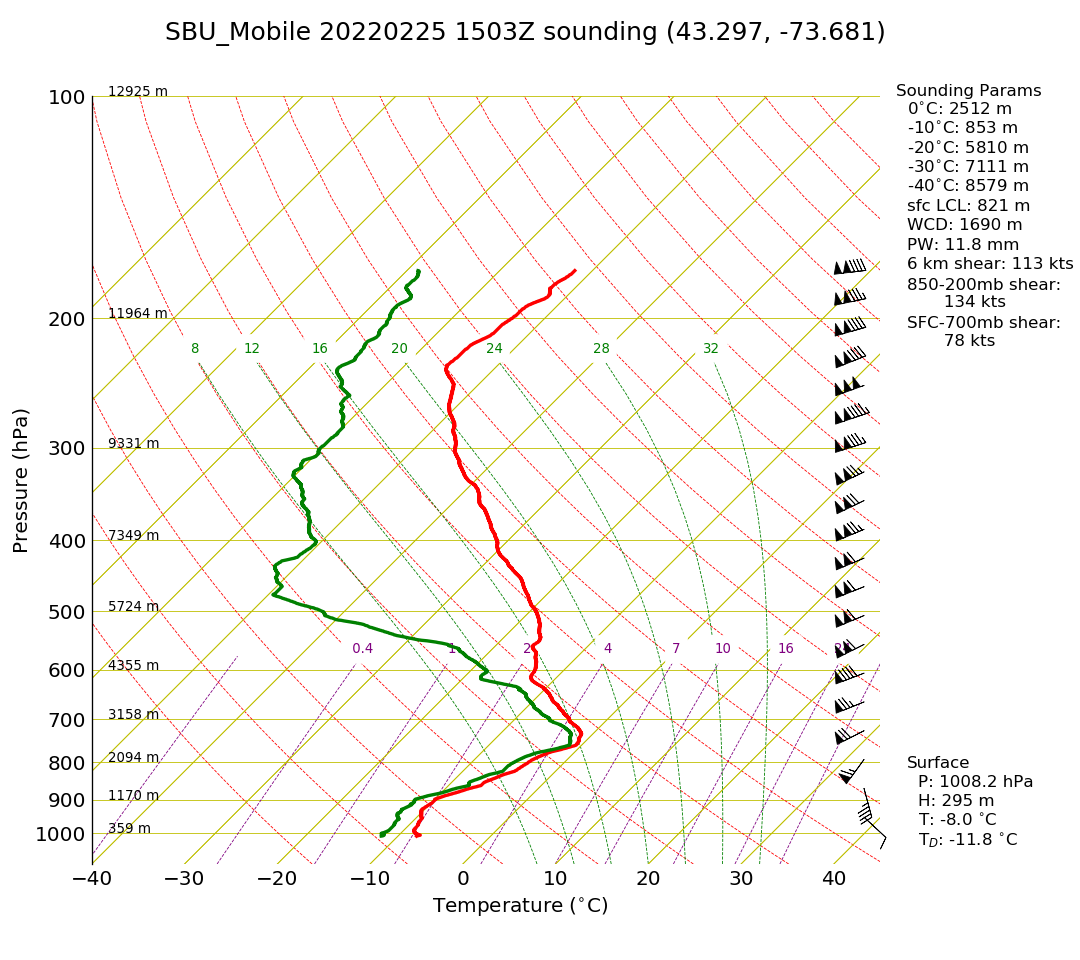 SBU_Mobile 20220225 1503Z sounding (43.297, -73.681)
Sounding Params
0°C: 2512 m
-10°C: 853 m
-20°C: 5810 m
-30°C: 7111 m
-40°C: 8579 m
sfc LCL: 821 m
WCD: 1690 m
PW: 11.8 mm
6 km shear: 113 kts
850-200mb shear:
134 kts
SFC-700mb shear:
78 kts
100 12925 m
200 11964 m
8 12 16 20 24 28 32
300 9331 m
400 7349 m
500 5724 m
0.4 1 2 4 7 10 16
600 4355 m
700 3158 m
800 2094 m
900 1170 m
1000 359 m
Pressure (hPa)
Surface
P: 1008.2 hPa
H: 295 m
T: -8.0 °C
T_D: -11.8 °C
−40 −30 −20 −10 0 10 20 30 40
Temperature (°C)